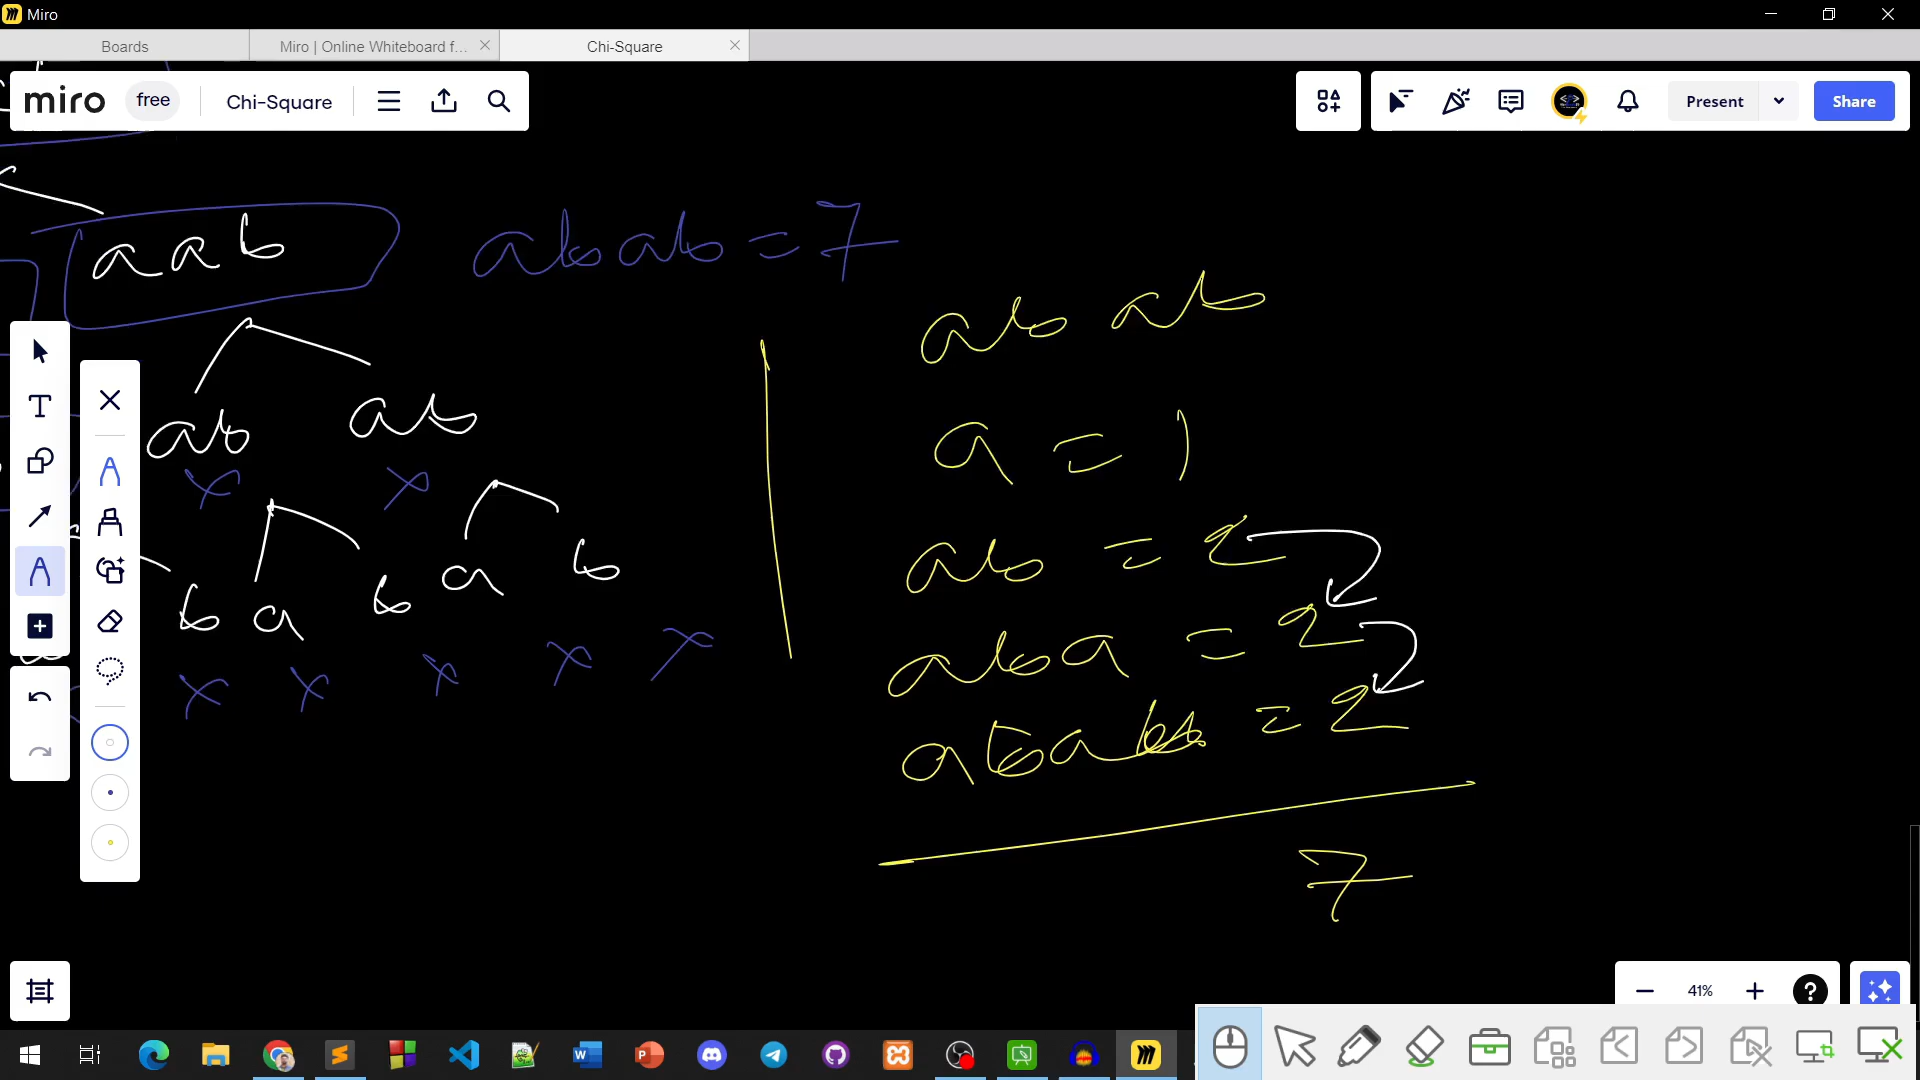 Miro
Boards
Miro | Online Whiteboard f...
Chi-Square
miro
free
Chi-Square
Present
Share
aab
abab = 7
ab ab
ab
ab
a = 1
b
a
b
a
b
ab = 2
x x
x x x x x
aba = 2
abab = 2
7
T
41%
?